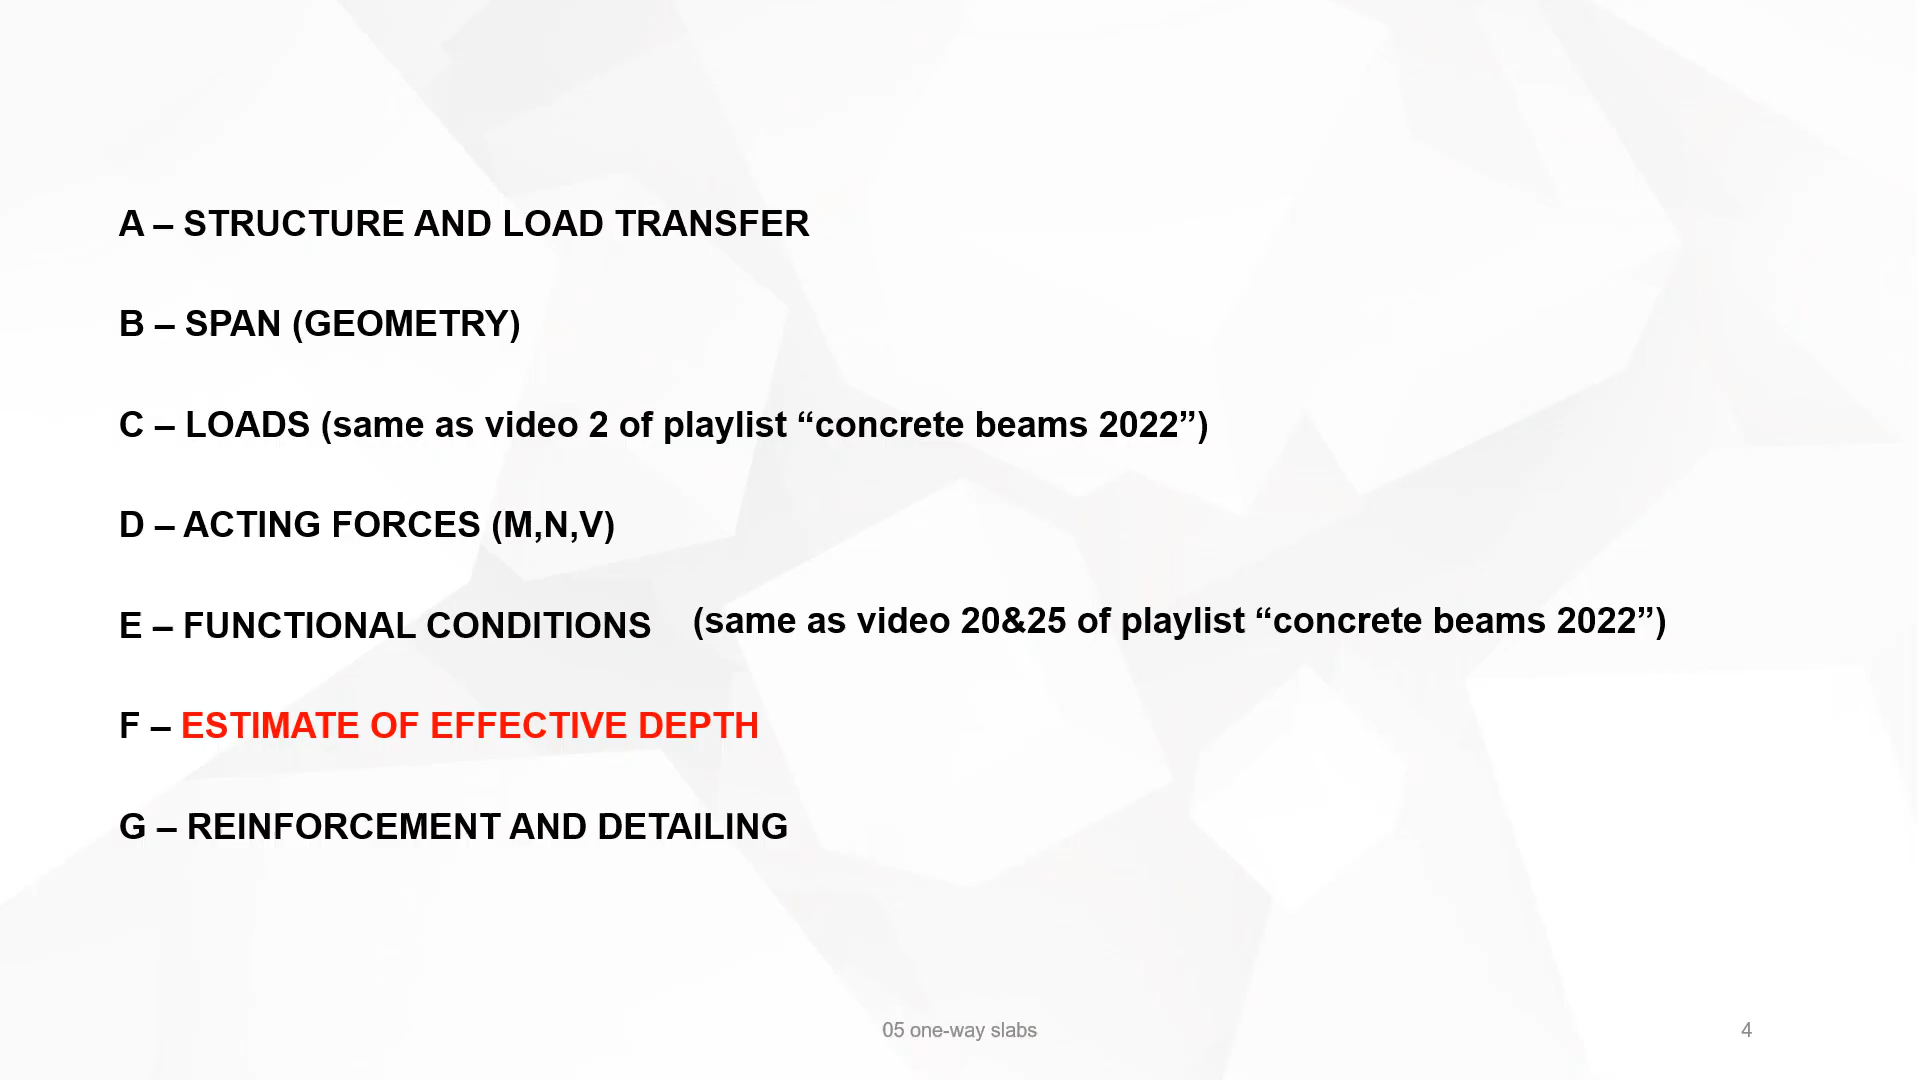 A – STRUCTURE AND LOAD TRANSFER
B – SPAN (GEOMETRY)
C – LOADS (same as video 2 of playlist “concrete beams 2022”)
D – ACTING FORCES (M,N,V)
E – FUNCTIONAL CONDITIONS (same as video 20&25 of playlist “concrete beams 2022”)
F – ESTIMATE OF EFFECTIVE DEPTH
G – REINFORCEMENT AND DETAILING
05 one-way slabs
4